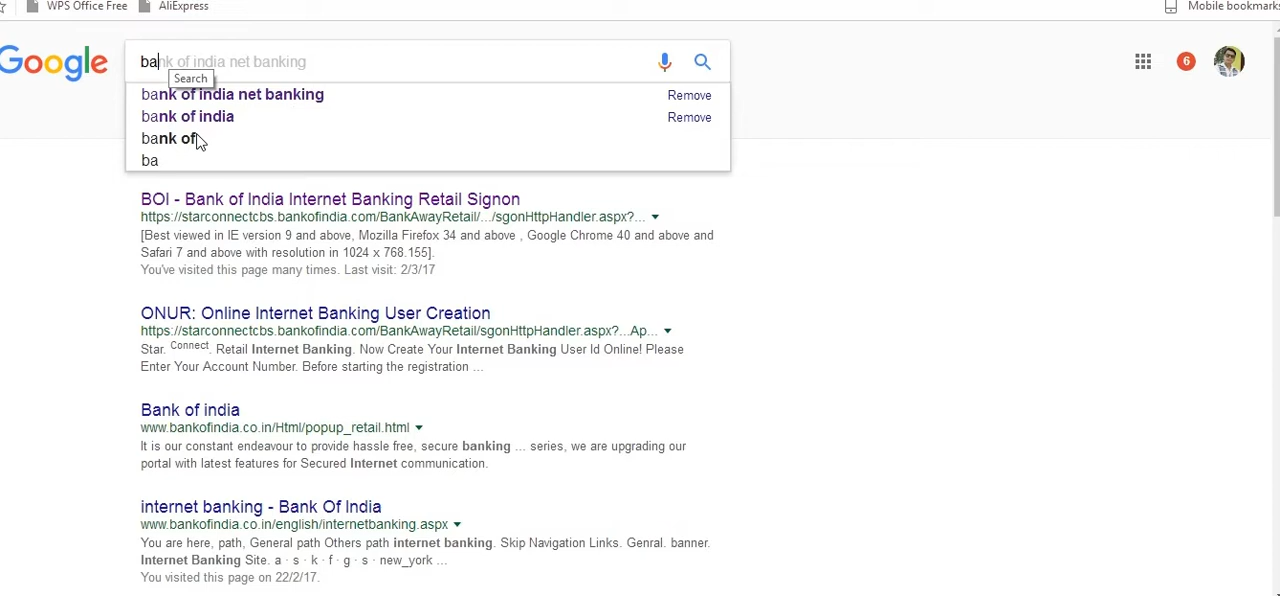 WPS Office Free AliExpress Mobile bookmarks
Google bank of india net banking
Search
6
bank of india net banking Remove
bank of india Remove
bank of
ba
BOI - Bank of India Internet Banking Retail Signon
https://starconnectcbs.bankofindia.com/BankAwayRetail/.../sgonHttpHandler.aspx?...
[Best viewed in IE version 9 and above, Mozilla Firefox 34 and above , Google Chrome 40 and above and
Safari 7 and above with resolution in 1024 x 768.155].
You've visited this page many times. Last visit: 2/3/17
ONUR: Online Internet Banking User Creation
https://starconnectcbs.bankofindia.com/BankAwayRetail/sgonHttpHandler.aspx?...Ap...
Star. Connect. Retail Internet Banking. Now Create Your Internet Banking User Id Online! Please
Enter Your Account Number. Before starting the registration ...
Bank of india
www.bankofindia.co.in/Html/popup_retail.html
It is our constant endeavour to provide hassle free, secure banking ... series, we are upgrading our
portal with latest features for Secured Internet communication.
internet banking - Bank Of India
www.bankofindia.co.in/english/internetbanking.aspx
You are here, path, General path Others path internet banking. Skip Navigation Links. Genral. banner.
Internet Banking Site. a · s · k · f · g · s · new_york ...
You visited this page on 22/2/17.